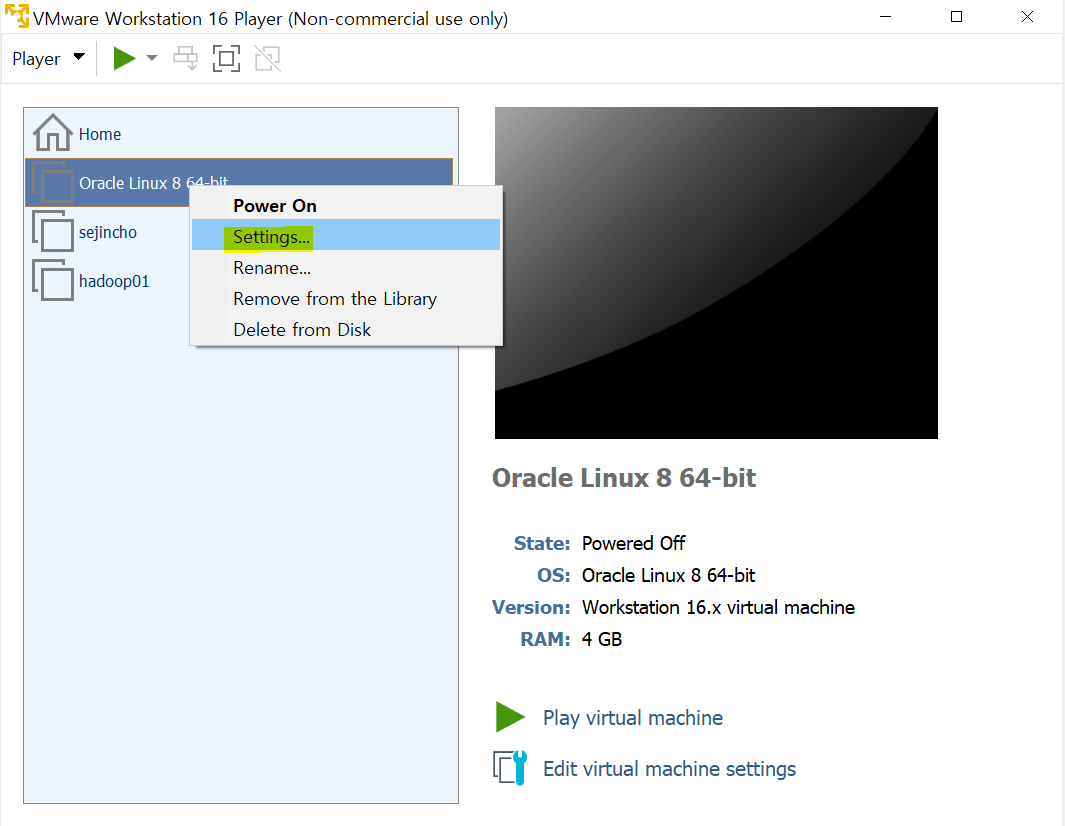 VMware Workstation 16 Player (Non-commercial use only)
Player
Home
Oracle Linux 8 64-bit
sejincho
hadoop01
Power On
Settings...
Rename...
Remove from the Library
Delete from Disk
Oracle Linux 8 64-bit
State: Powered Off
OS: Oracle Linux 8 64-bit
Version: Workstation 16.x virtual machine
RAM: 4 GB
Play virtual machine
Edit virtual machine settings